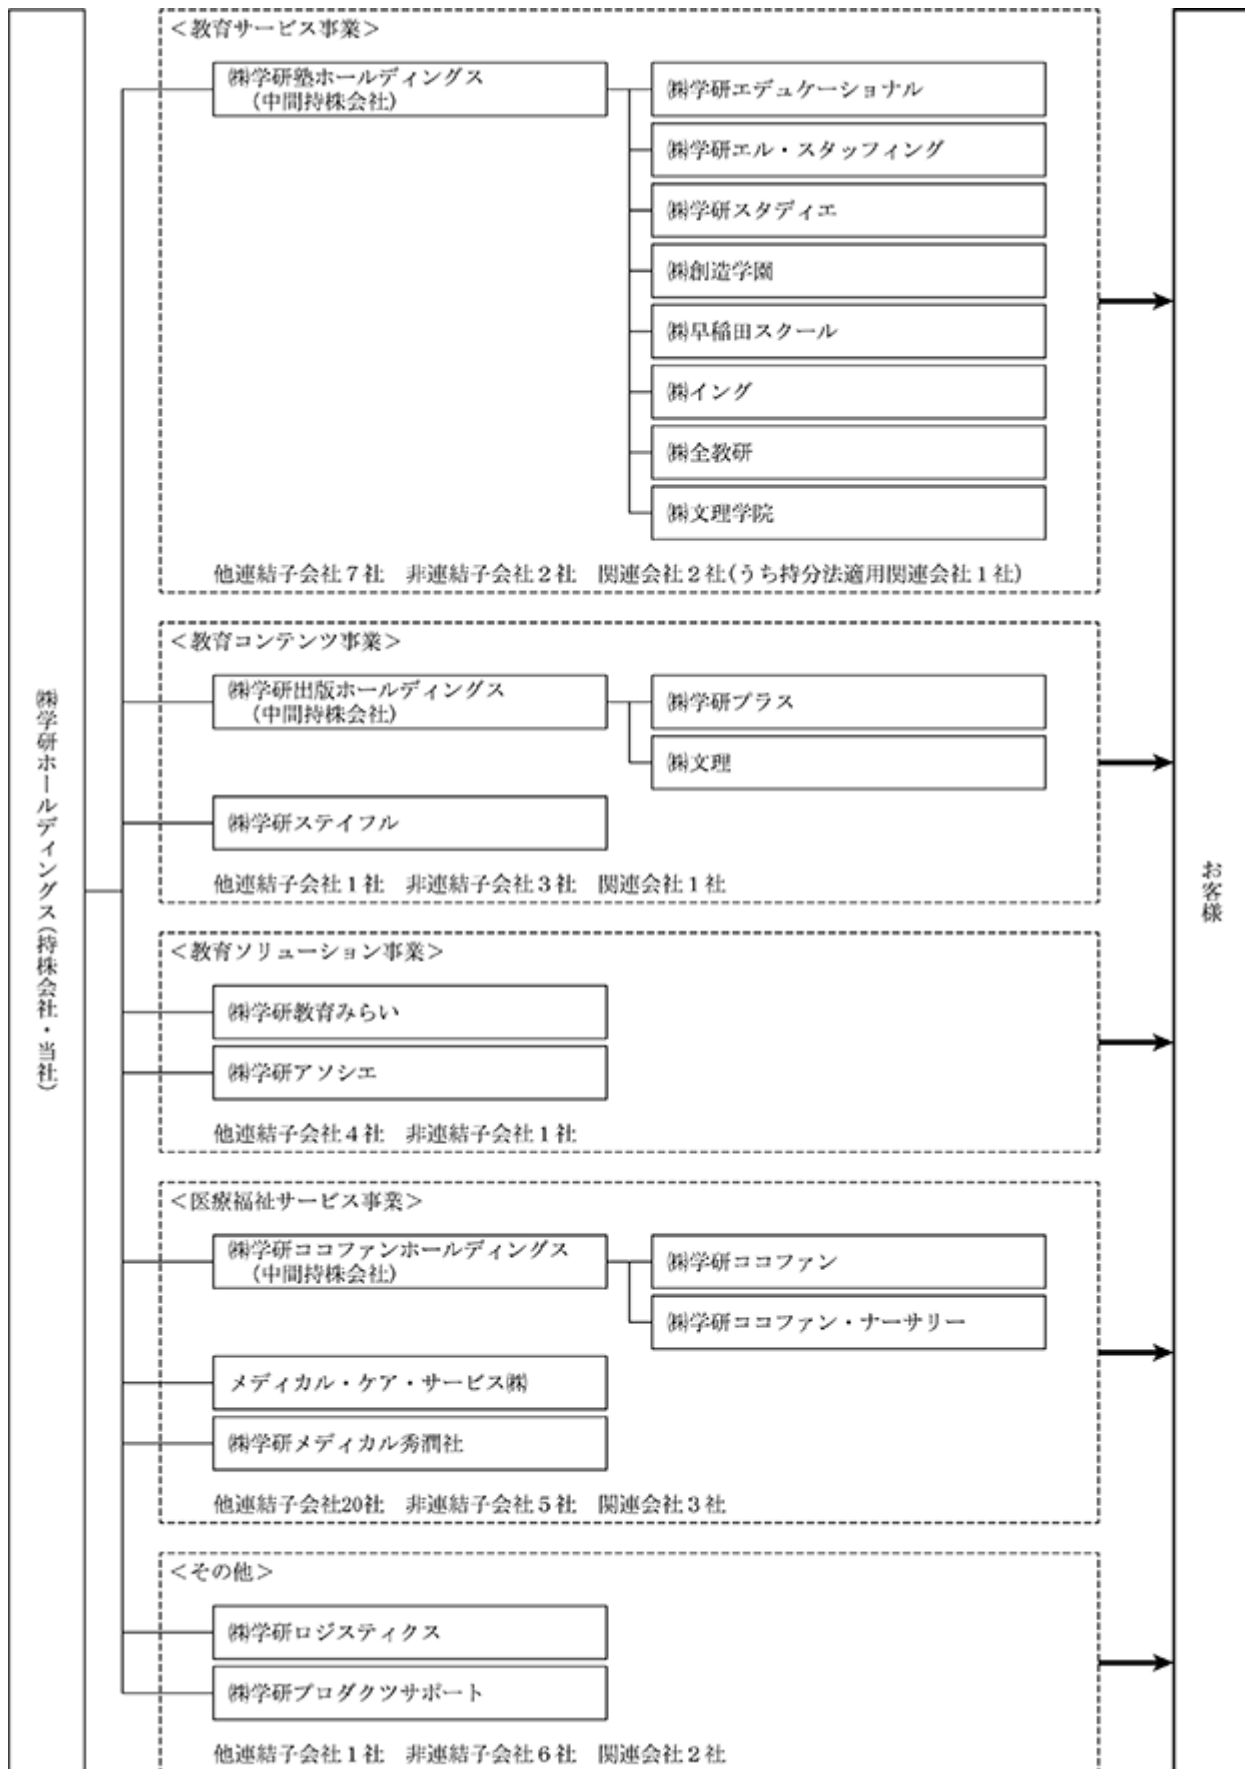 ㈱学研ホールディングス(持株会社・当社)
<教育サービス事業>
㈱学研塾ホールディングス
(中間持株会社)
㈱学研エデュケーショナル
㈱学研エル・スタッフィング
㈱学研スタディエ
㈱創造学園
㈱早稲田スクール
㈱イング
㈱全教研
㈱文理学院
他連結子会社7社 非連結子会社2社 関連会社2社(うち持分法適用関連会社1社)
<教育コンテンツ事業>
㈱学研出版ホールディングス
(中間持株会社)
㈱学研プラス
㈱文理
㈱学研ステイフル
他連結子会社1社 非連結子会社3社 関連会社1社
<教育ソリューション事業>
㈱学研教育みらい
㈱学研アソシエ
他連結子会社4社 非連結子会社1社
<医療福祉サービス事業>
㈱学研ココファンホールディングス
(中間持株会社)
㈱学研ココファン
㈱学研ココファン・ナーサリー
メディカル・ケア・サービス㈱
㈱学研メディカル秀潤社
他連結子会社20社 非連結子会社5社 関連会社3社
<その他>
㈱学研ロジスティクス
㈱学研プロダクツサポート
他連結子会社1社 非連結子会社6社 関連会社2社
お客様